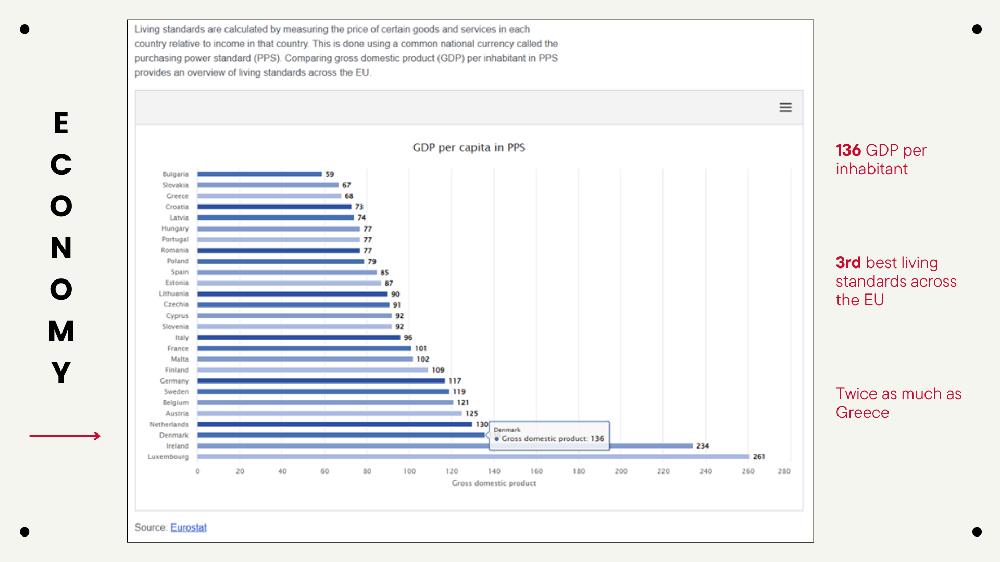 E
C
O
N
O
M
Y
Living standards are calculated by measuring the price of certain goods and services in each
country relative to income in that country. This is done using a common national currency called the
purchasing power standard (PPS). Comparing gross domestic product (GDP) per inhabitant in PPS
provides an overview of living standards across the EU.
GDP per capita in PPS
Bulgaria 59
Slovakia 67
Greece 68
Croatia 73
Latvia 74
Hungary 77
Portugal 77
Romania 77
Poland 79
Spain 85
Estonia 87
Lithuania 90
Czechia 91
Cyprus 92
Slovenia 92
Italy 96
France 101
Malta 102
Finland 109
Germany 117
Sweden 119
Belgium 121
Austria 125
Netherlands 130
Denmark
Denmark
Gross domestic product: 136
Ireland 234
Luxembourg 261
0 20 40 60 80 100 120 140 160 180 200 220 240 260 280
Gross domestic product
Source: Eurostat
136 GDP per
inhabitant
3rd best living
standards across
the EU
Twice as much as
Greece